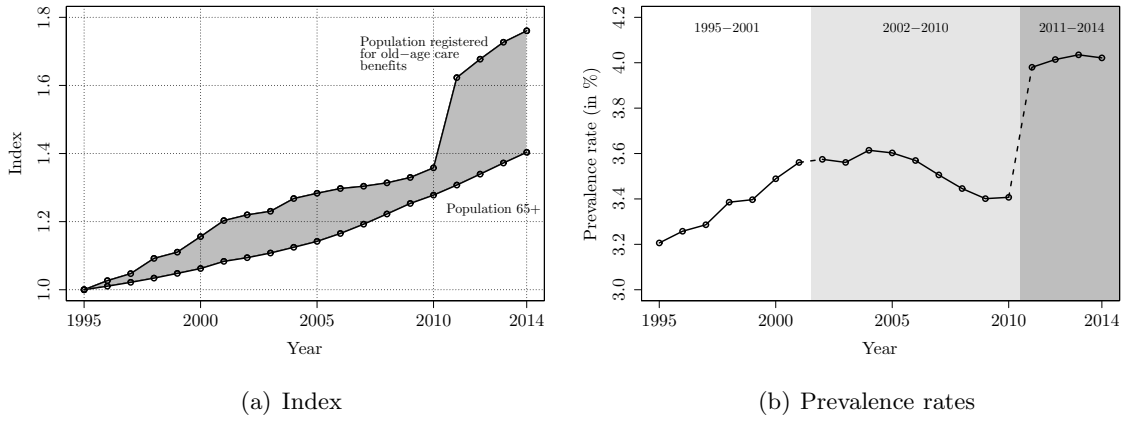 1.0 1.2 1.4 1.6 1.8
Index
Population registered
for old−age care
benefits
Population 65+
1995 2000 2005 2010 2014
Year
(a) Index
3.0 3.2 3.4 3.6 3.8 4.0 4.2
Prevalence rate (in %)
1995−2001 2002−2010 2011−2014
1995 2000 2005 2010 2014
Year
(b) Prevalence rates